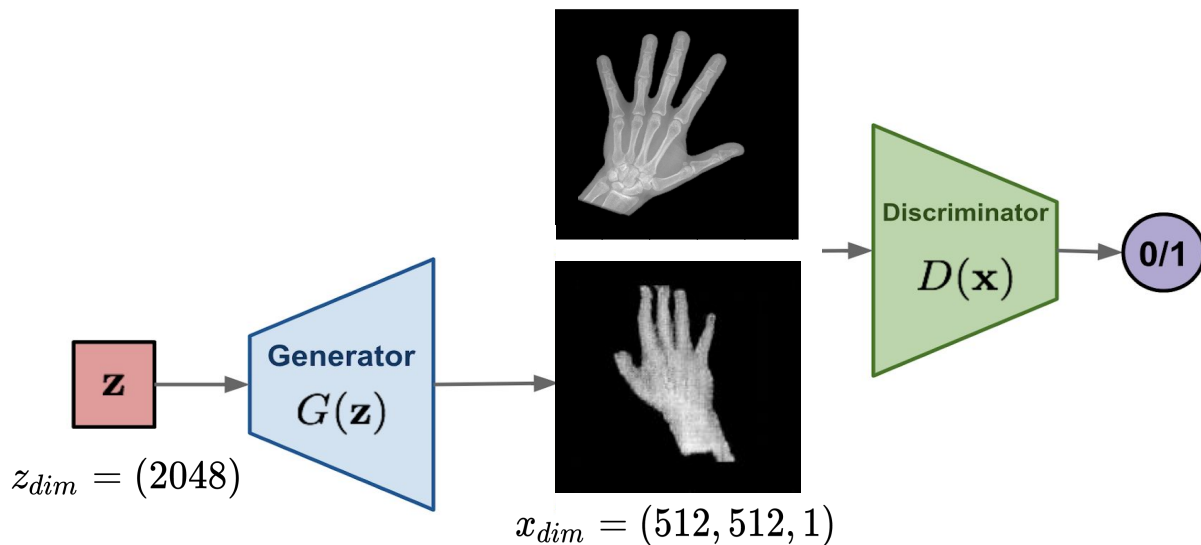 z
z_dim = (2048)
Generator
G(z)
x_dim = (512, 512, 1)
Discriminator
D(x)
0/1